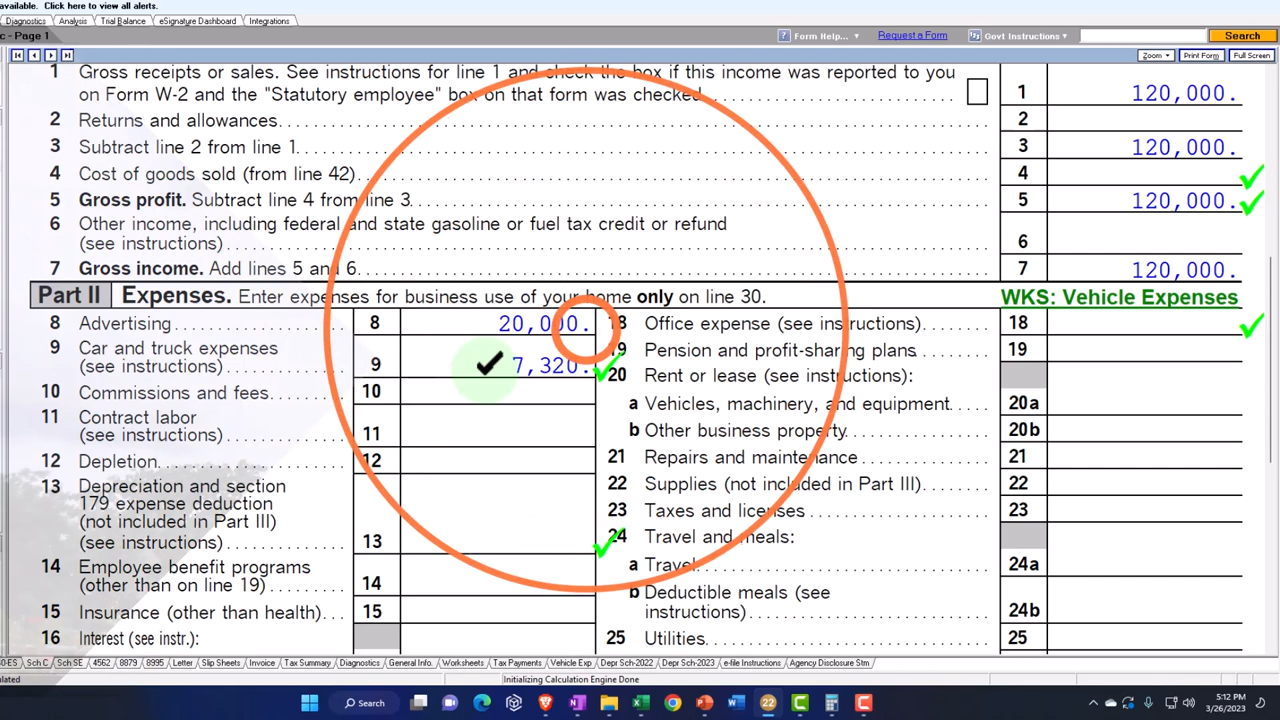 available. Click here to view all alerts.
Diagnostics Analysis Trial Balance eSignature Dashboard Integrations
c - Page 1 ? Form Help... Request a Form Govt Instructions Search
Zoom Print Form Full Screen
1 Gross receipts or sales. See instructions for line 1 and check the box if this income was reported to you
on Form W-2 and the "Statutory employee" box on that form was checked 1 120,000.
2 Returns and allowances 2
3 Subtract line 2 from line 1 3 120,000.
4 Cost of goods sold (from line 42) 4
5 Gross profit. Subtract line 4 from line 3 5 120,000.
6 Other income, including federal and state gasoline or fuel tax credit or refund
(see instructions) 6
7 Gross income. Add lines 5 and 6 7 120,000.
Part II Expenses. Enter expenses for business use of your home only on line 30. WKS: Vehicle Expenses
8 Advertising 8 20,000.
9 Car and truck expenses
(see instructions) 9 7,320.
10 Commissions and fees 10
11 Contract labor
(see instructions) 11
12 Depletion 12
13 Depreciation and section
179 expense deduction
(not included in Part III)
(see instructions) 13
14 Employee benefit programs
(other than on line 19) 14
15 Insurance (other than health) 15
16 Interest (see instr.):
18 Office expense (see instructions) 18
19 Pension and profit-sharing plans 19
20 Rent or lease (see instructions):
a Vehicles, machinery, and equipment 20a
b Other business property 20b
21 Repairs and maintenance 21
22 Supplies (not included in Part III) 22
23 Taxes and licenses 23
24 Travel and meals:
a Travel 24a
b Deductible meals (see
instructions) 24b
25 Utilities 25
0-ES Sch C Sch SE 4562 8879 8995 Letter Slip Sheets Invoice Tax Summary Diagnostics General Info. Worksheets Tax Payments Vehicle Exp Depr Sch-2022 Depr Sch-2023 e-file Instructions Agency Disclosure Stm
ulated Initializing Calculation Engine Done
Search 22 5:12 PM
3/26/2023